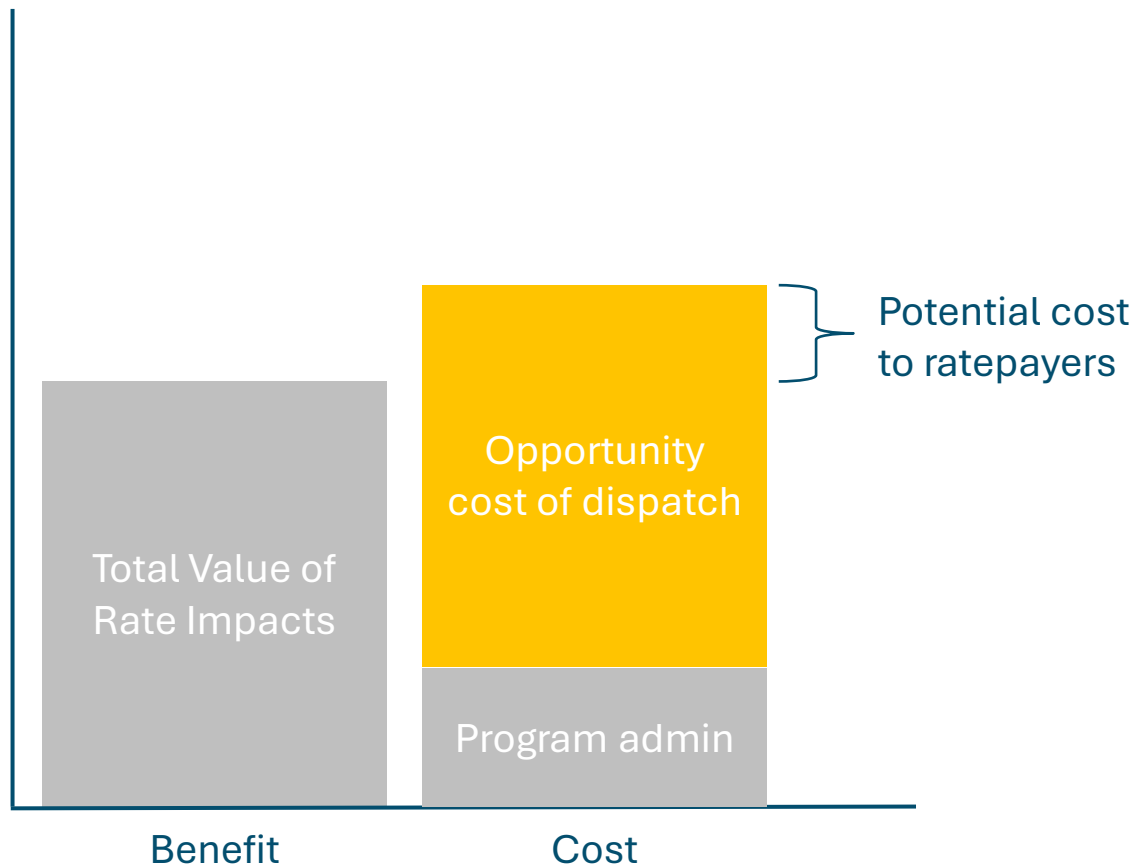 Potential cost
to ratepayers
Opportunity
cost of dispatch
Total Value of
Rate Impacts
Program admin
Benefit
Cost